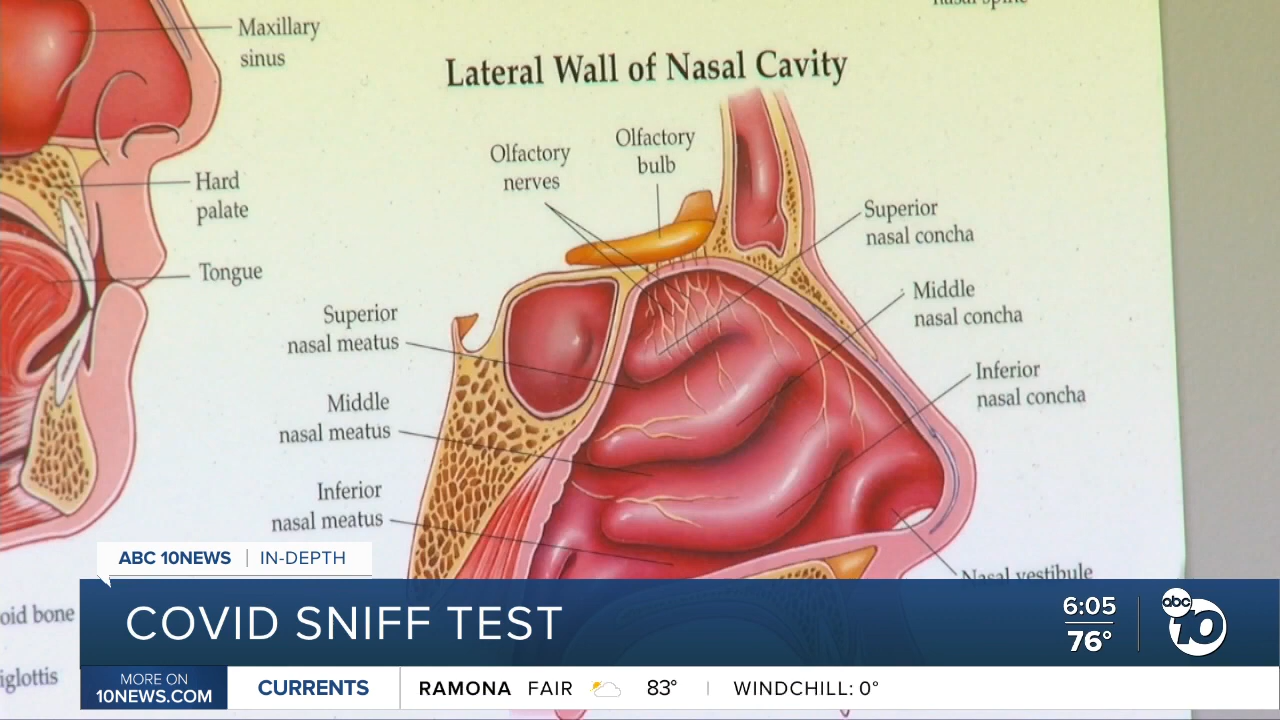 Maxillary
sinus
Hard
palate
Tongue
Lateral Wall of Nasal Cavity
Olfactory
nerves
Olfactory
bulb
Superior
nasal concha
Middle
nasal concha
Inferior
nasal concha
Superior
nasal meatus
Middle
nasal meatus
Inferior
nasal meatus
Nasal vestibule
oid bone
iglottis
ABC 10NEWS | IN-DEPTH
COVID SNIFF TEST
6:05
76°
abc
10
MORE ON
10NEWS.COM
CURRENTS
RAMONA FAIR 83° | WINDCHILL: 0°